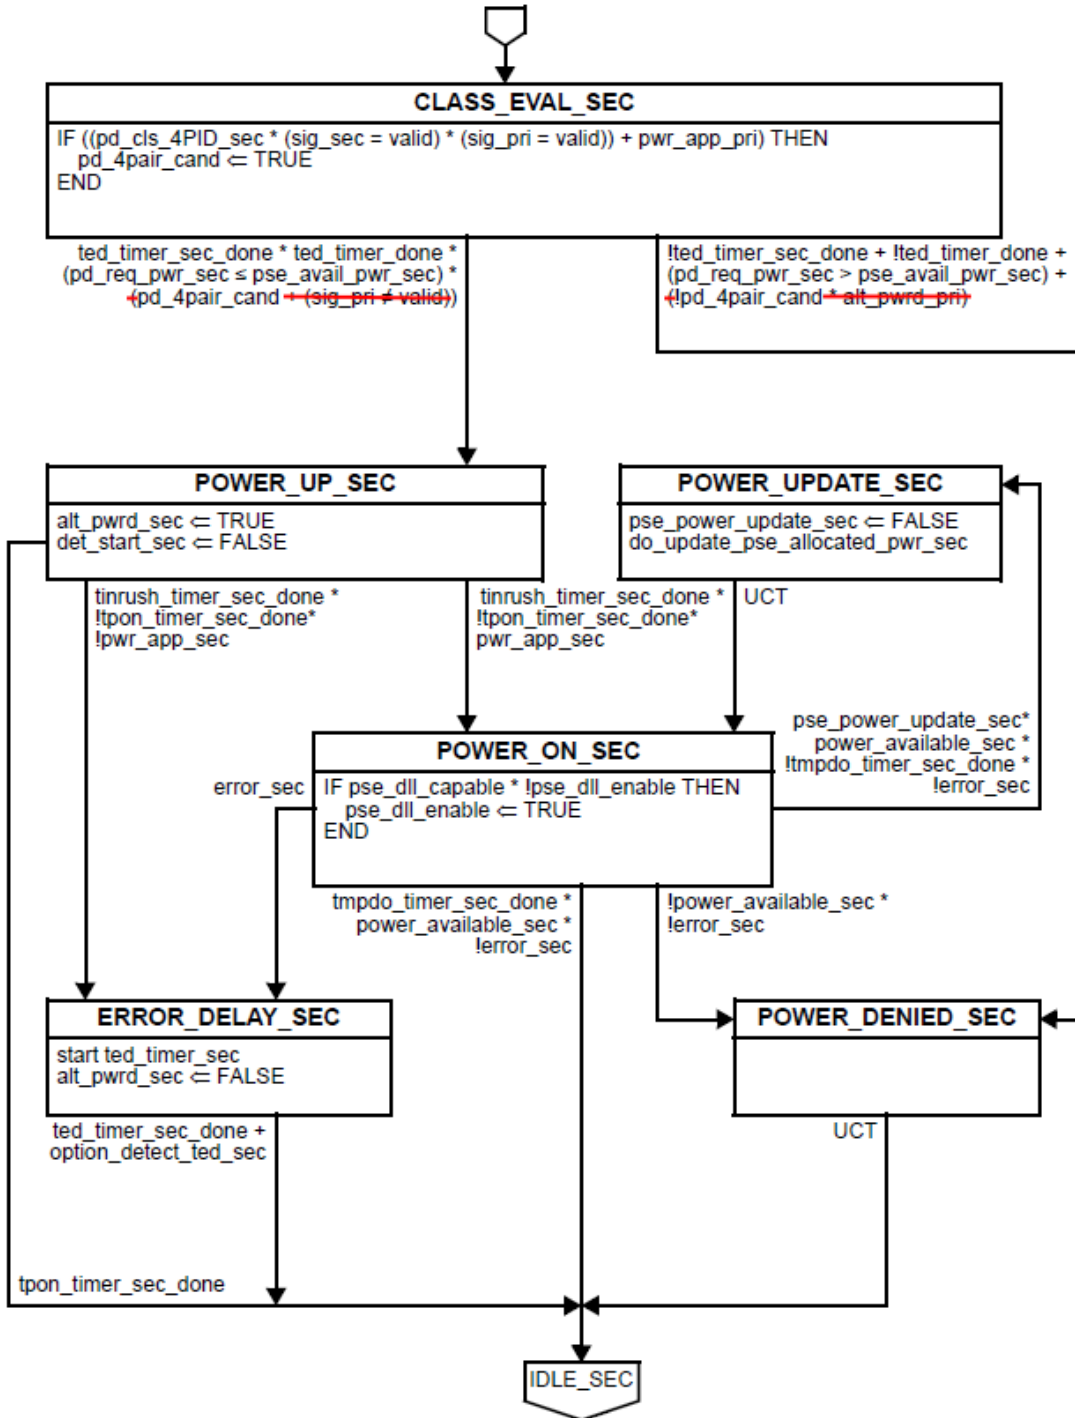 CLASS_EVAL_SEC
IF ((pd_cls_4PID_sec * (sig_sec = valid) * (sig_pri = valid)) + pwr_app_pri) THEN
pd_4pair_cand ⇐ TRUE
END
ted_timer_sec_done * ted_timer_done *
(pd_req_pwr_sec ≤ pse_avail_pwr_sec) *
(pd_4pair_cand + (sig_pri ≠ valid))
!ted_timer_sec_done + !ted_timer_done +
(pd_req_pwr_sec > pse_avail_pwr_sec) +
(!pd_4pair_cand * alt_pwrd_pri)
POWER_UP_SEC
alt_pwrd_sec ⇐ TRUE
det_start_sec ⇐ FALSE
POWER_UPDATE_SEC
pse_power_update_sec ⇐ FALSE
do_update_pse_allocated_pwr_sec
tinrush_timer_sec_done *
!tpon_timer_sec_done*
!pwr_app_sec
tinrush_timer_sec_done *
!tpon_timer_sec_done*
pwr_app_sec
UCT
POWER_ON_SEC
IF pse_dll_capable * !pse_dll_enable THEN
pse_dll_enable ⇐ TRUE
END
error_sec
pse_power_update_sec*
power_available_sec *
!tmpdo_timer_sec_done *
!error_sec
tmpdo_timer_sec_done *
power_available_sec *
!error_sec
!power_available_sec *
!error_sec
ERROR_DELAY_SEC
start ted_timer_sec
alt_pwrd_sec ⇐ FALSE
POWER_DENIED_SEC
ted_timer_sec_done +
option_detect_ted_sec
UCT
tpon_timer_sec_done
IDLE_SEC